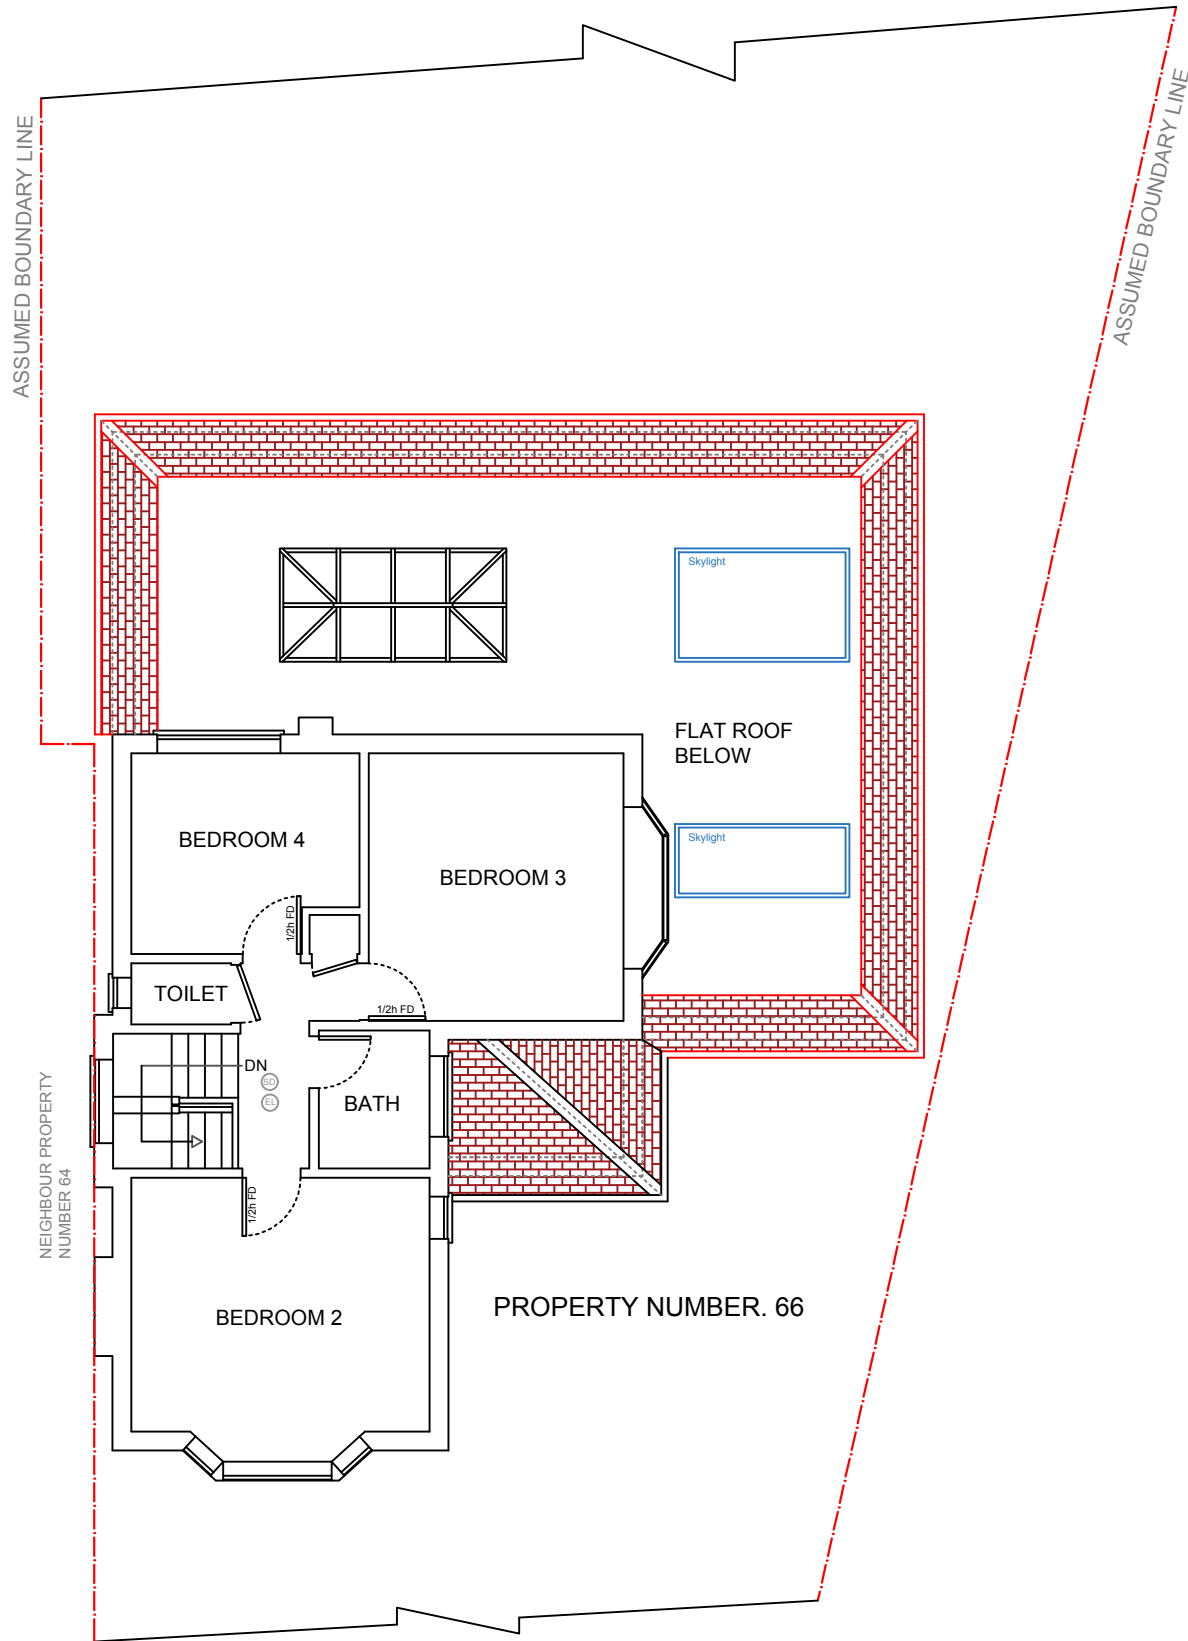 ASSUMED BOUNDARY LINE
ASSUMED BOUNDARY LINE
Skylight
FLAT ROOF
BELOW
Skylight
BEDROOM 4
BEDROOM 3
1/2h FD
TOILET
1/2h FD
DN
SD
EL
BATH
NEIGHBOUR PROPERTY
NUMBER 64
1/2h FD
BEDROOM 2
PROPERTY NUMBER. 66